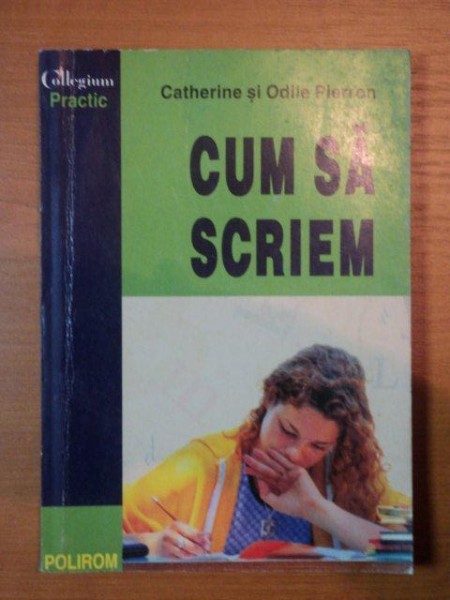 Collegium
Practic
Catherine și Odile Pierron
CUM SĂ
SCRIEM
POLIROM